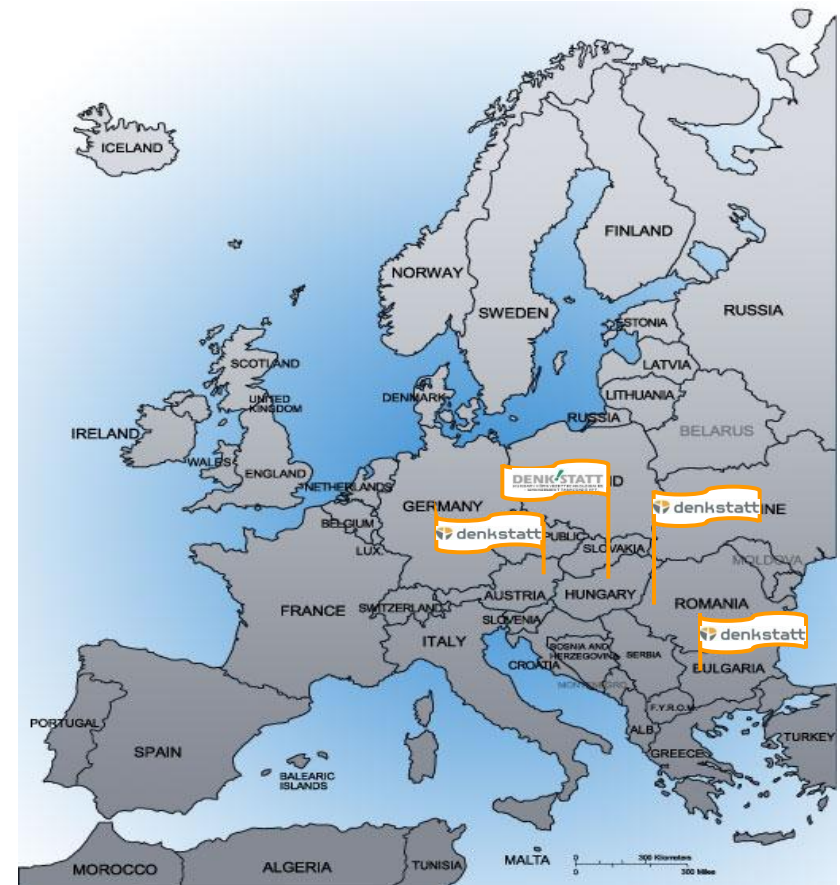 ICELAND
FINLAND
NORWAY
SWEDEN
RUSSIA
ESTONIA
SCOTLAND
LATVIA
DENMARK
LITHUANIA
UNITED
KINGDOM
RUSSIA
IRELAND
BELARUS
WALES
ENGLAND
NETHERLANDS
DENKSTATT
ND
GERMANY
denkstatt
INE
BELGIUM
denkstatt
PUBLIC
LUX.
SLOVAKIA
MOLDOVA
AUSTRIA
HUNGARY
FRANCE
SWITZERLAND
ROMANIA
SLOVENIA
denkstatt
ITALY
BOSNIA AND
HERZEGOVINA
SERBIA
CROATIA
BULGARIA
MONTENEGRO
F.Y.R.O.M.
PORTUGAL
ALB.
TURKEY
SPAIN
GREECE
BALEARIC
ISLANDS
MOROCCO
ALGERIA
TUNISIA
MALTA
0 300 Kilometers
0 300 Miles